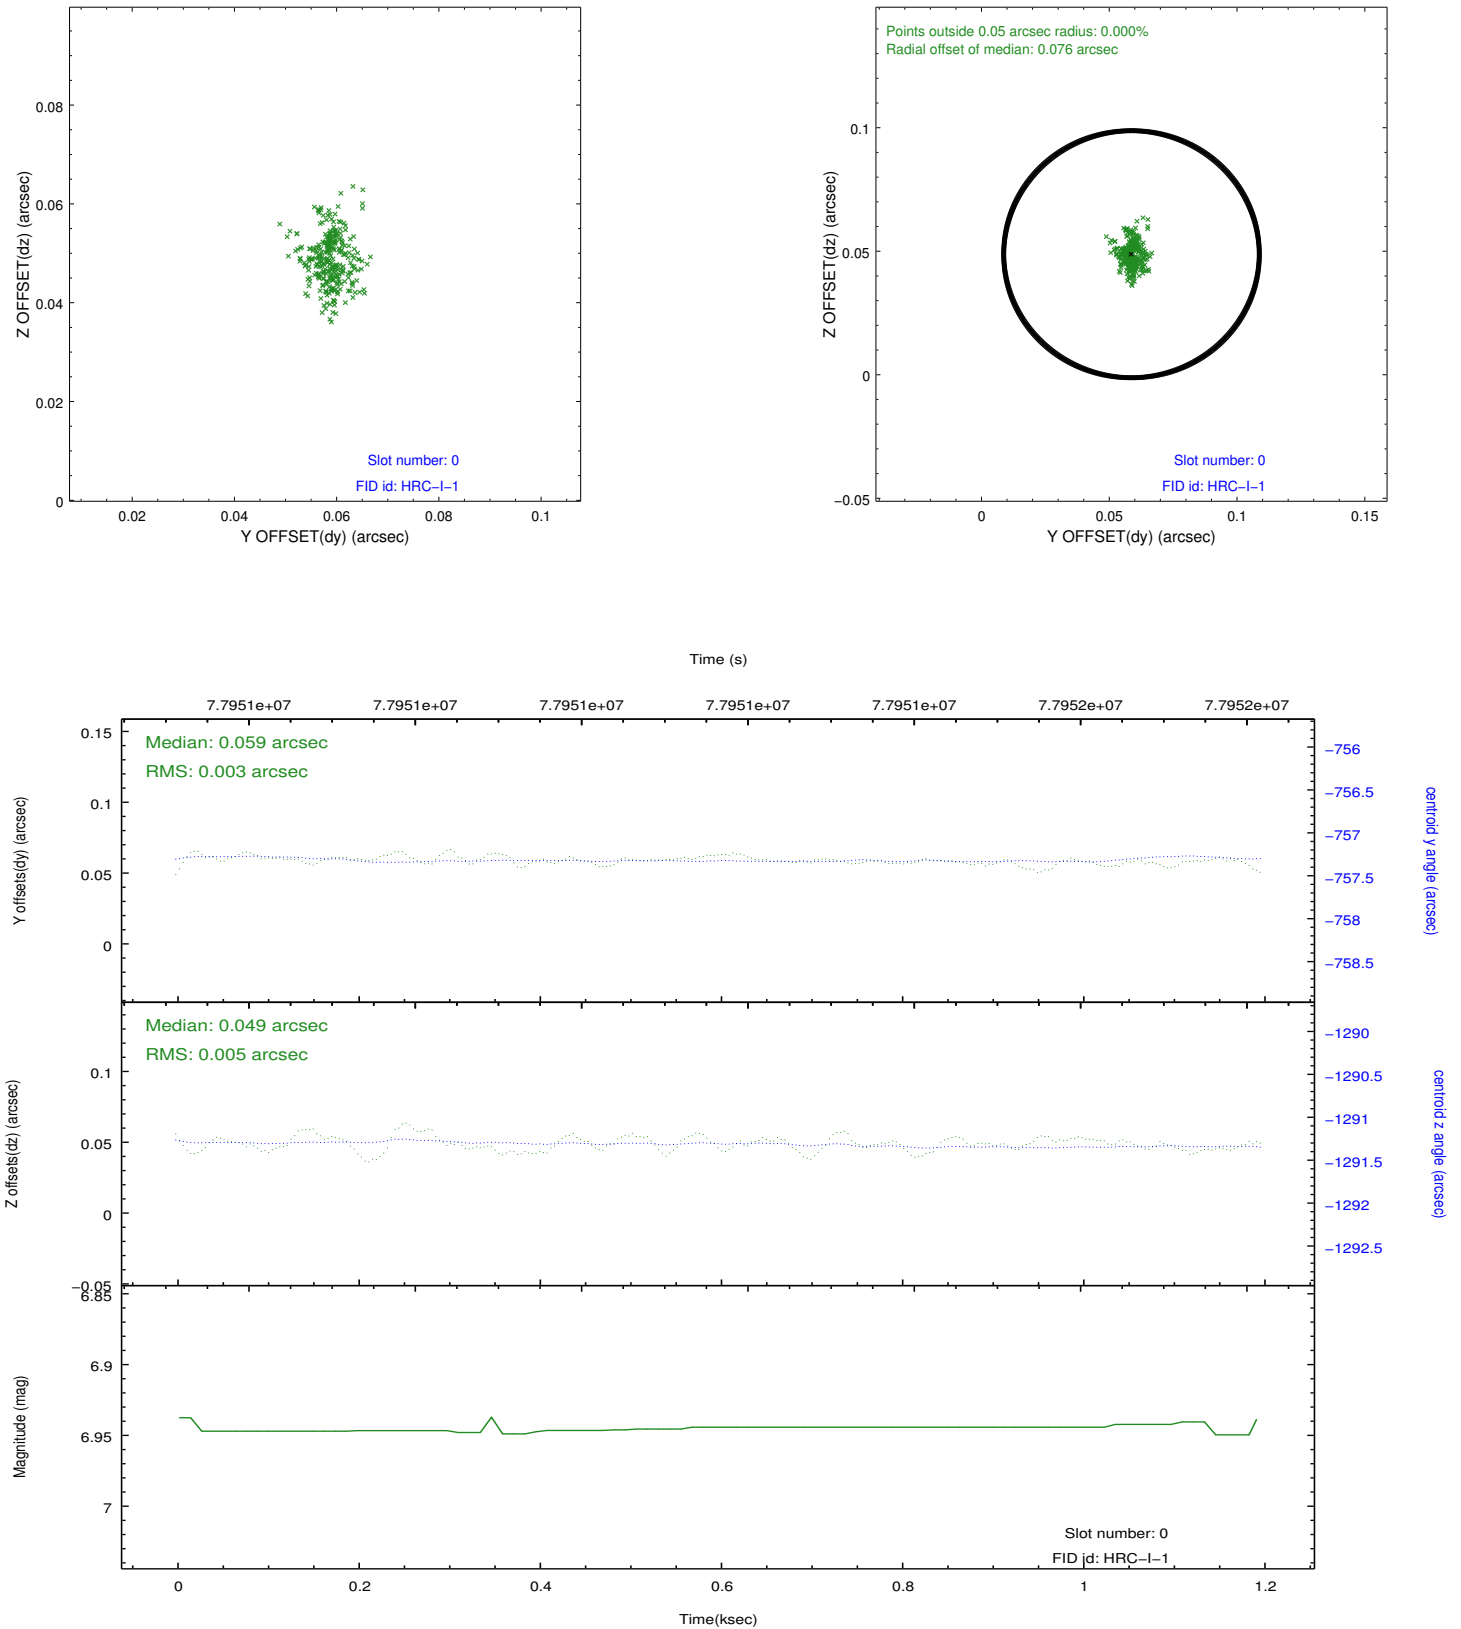 0.08
0.06
0.04
0.02
0
Z OFFSET(dz) (arcsec)
Slot number: 0
FID id: HRC−I−1
0.02 0.04 0.06 0.08 0.1
Y OFFSET(dy) (arcsec)
Points outside 0.05 arcsec radius: 0.000%
Radial offset of median: 0.076 arcsec
0.1
0.05
0
−0.05
Z OFFSET(dz) (arcsec)
Slot number: 0
FID id: HRC−I−1
0 0.05 0.1 0.15
Y OFFSET(dy) (arcsec)
Time (s)
7.7951e+07 7.7951e+07 7.7951e+07 7.7951e+07 7.7951e+07 7.7952e+07 7.7952e+07
Median: 0.059 arcsec
RMS: 0.003 arcsec
0.15
0.1
0.05
0
Y offsets(dy) (arcsec)
−756
−756.5
−757
−757.5
−758
−758.5
centroid y angle (arcsec)
Median: 0.049 arcsec
RMS: 0.005 arcsec
0.1
0.05
0
−0.05
Z offsets(dz) (arcsec)
−1290
−1290.5
−1291
−1291.5
−1292
−1292.5
centroid z angle (arcsec)
6.85
6.9
6.95
7
Magnitude (mag)
Slot number: 0
FID id: HRC−I−1
0 0.2 0.4 0.6 0.8 1 1.2
Time(ksec)